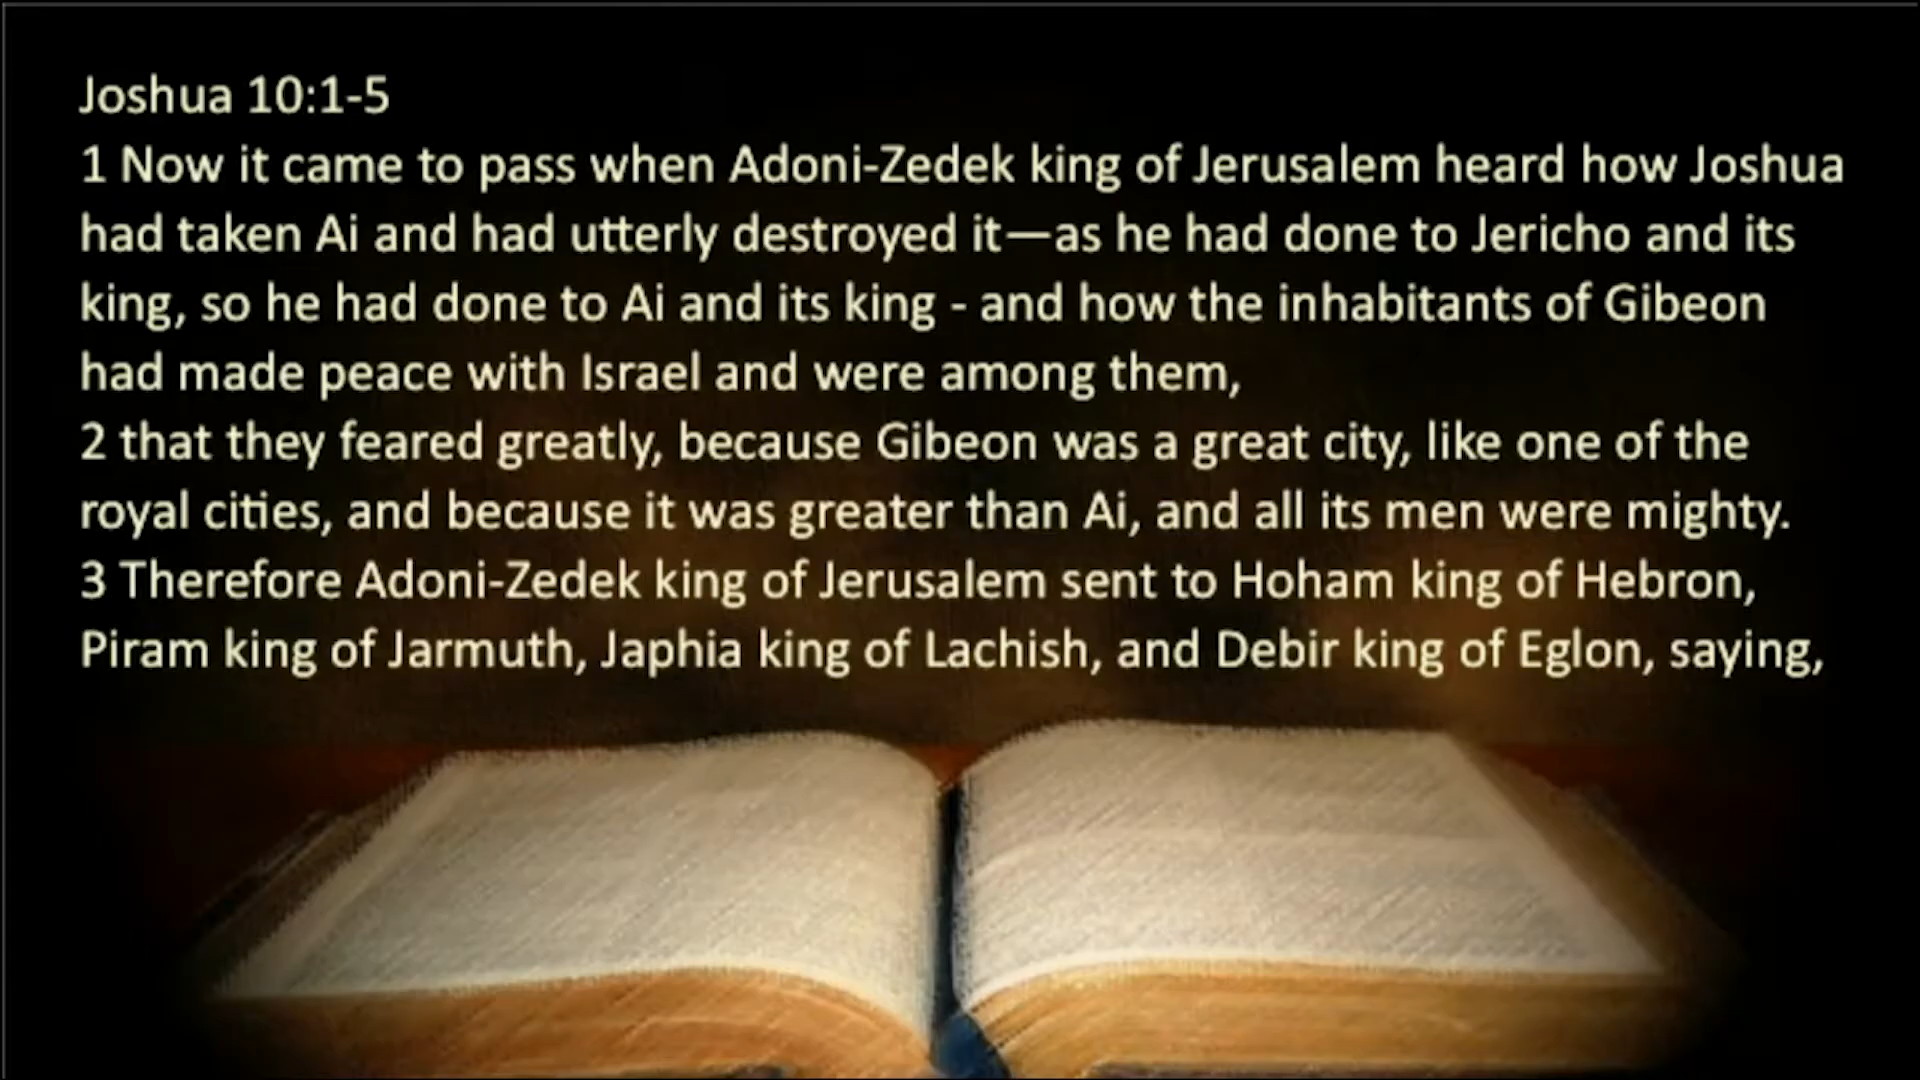 Joshua 10:1-5
1 Now it came to pass when Adoni-Zedek king of Jerusalem heard how Joshua
had taken Ai and had utterly destroyed it—as he had done to Jericho and its
king, so he had done to Ai and its king - and how the inhabitants of Gibeon
had made peace with Israel and were among them,
2 that they feared greatly, because Gibeon was a great city, like one of the
royal cities, and because it was greater than Ai, and all its men were mighty.
3 Therefore Adoni-Zedek king of Jerusalem sent to Hoham king of Hebron,
Piram king of Jarmuth, Japhia king of Lachish, and Debir king of Eglon, saying,